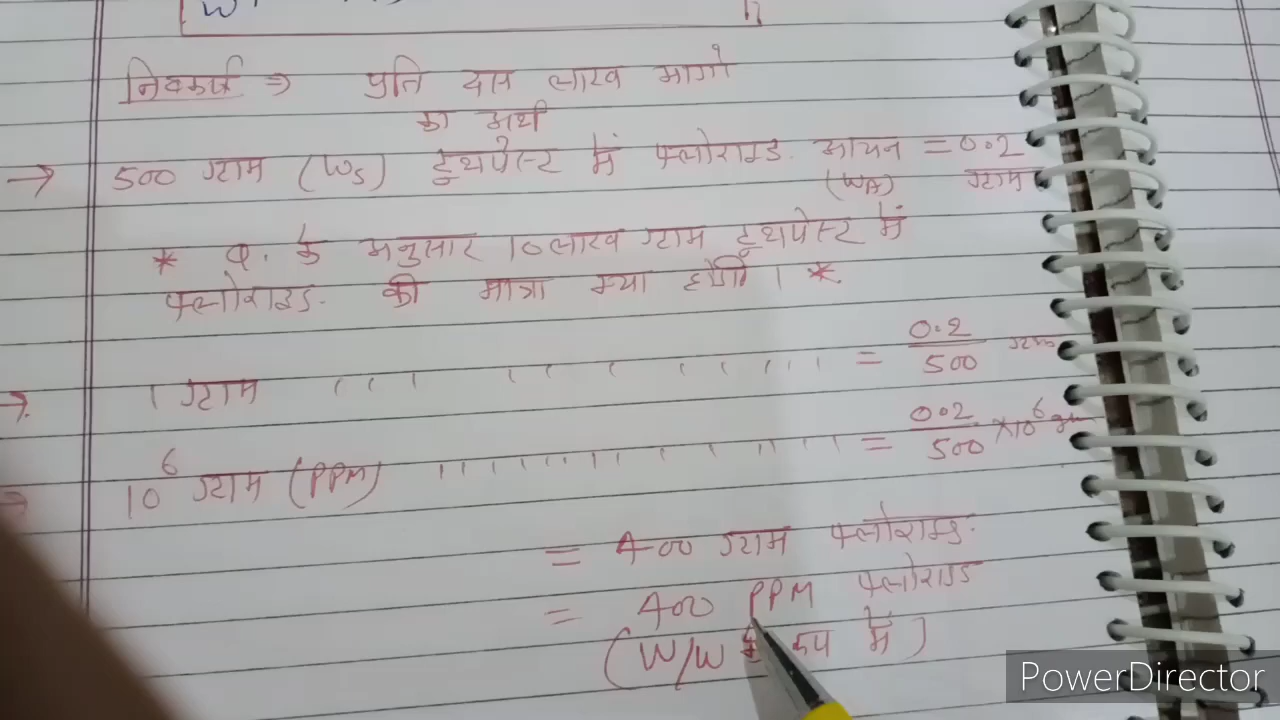 निष्कर्ष ⇒ प्रति दस लाख भागों
का अर्थ
→ 500 ग्राम (Ws) टुथपेस्ट में फ्लोराइड आयन = 0.2
(WA) ग्राम
* प्र. के अनुसार 10 लाख ग्राम टुथपेस्ट में
फ्लोराइड की मात्रा क्या होगी । *
→ 1 ग्राम ,, ,, ,, = 0.2/500 ग्राम
→ 10⁶ ग्राम (PPM) ,, ,, ,, = 0.2/500 ×10⁶ gm
= 400 ग्राम फ्लोराइड
= 400 PPM फ्लोराइड
(W/W के रूप में)
PowerDirector